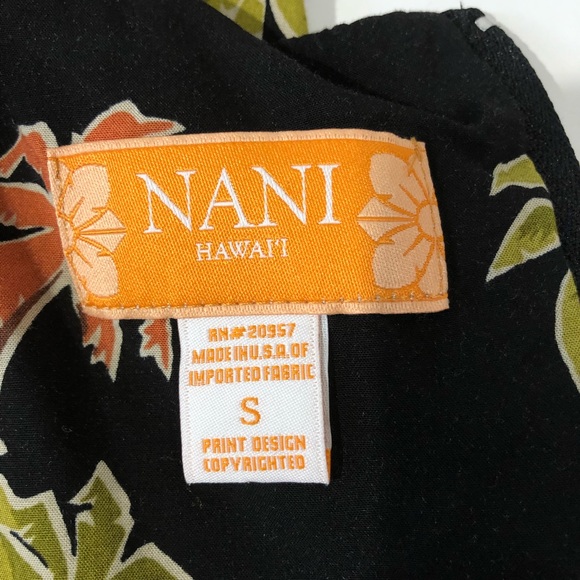 NANI
HAWAI'I
RN#20957
MADE IN U.S.A. OF
IMPORTED FABRIC
S
PRINT DESIGN
COPYRIGHTED